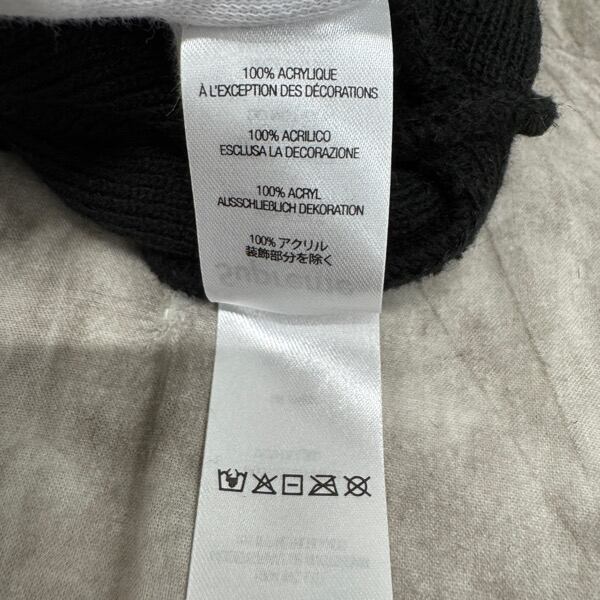 100% ACRYLIQUE
À L'EXCEPTION DES DÉCORATIONS
100% ACRILICO
ESCLUSA LA DECORAZIONE
100% ACRYL
AUSSCHLIEBLICH DEKORATION
100% アクリル
装飾部分を除く
Supreme